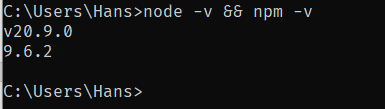 C:\Users\Hans>node -v && npm -v
v20.9.0
9.6.2
C:\Users\Hans>